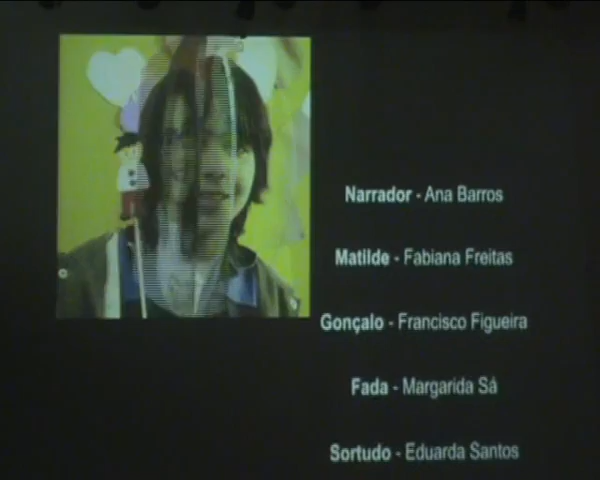 Narrador - Ana Barros
Matilde - Fabiana Freitas
Gonçalo - Francisco Figueira
Fada - Margarida Sá
Sortudo - Eduarda Santos